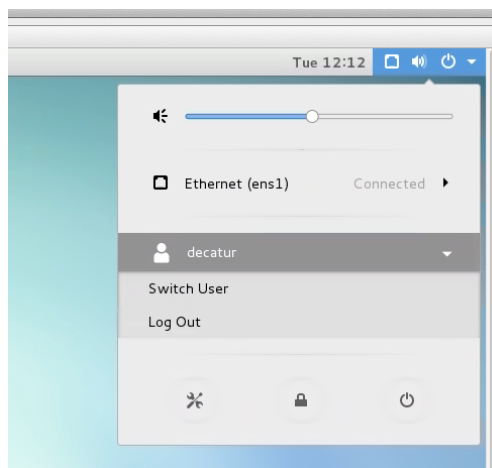 Tue 12:12
Ethernet (ens1) Connected
decatur
Switch User
Log Out